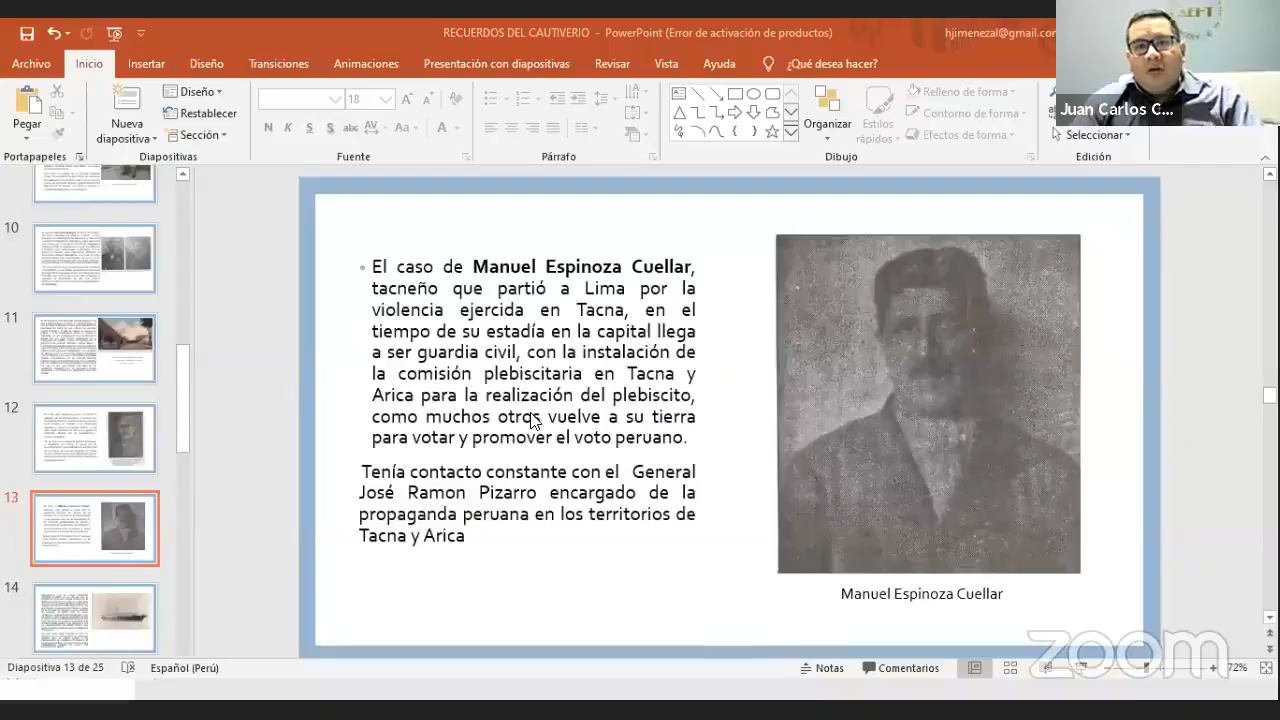 RECUERDOS DEL CAUTIVERIO - PowerPoint (Error de activación de productos)
hjimenezal@gmail.com
Archivo Inicio Insertar Diseño Transiciones Animaciones Presentación con diapositivas Revisar Vista Ayuda ¿Qué desea hacer?
Pegar
Nueva diapositiva
Diseño
Restablecer
Sección
18
N K S S abc AV Aa A
Organizar
Estilos rápidos
Relleno de forma
Contorno de forma
Efectos de forma
Seleccionar
Portapapeles Diapositivas Fuente Párrafo Dibujo Edición
Juan Carlos C...
10
11
12
13
14
El caso de Manuel Espinoza Cuellar,
tacneño que partió a Lima por la
violencia ejercida en Tacna, en el
tiempo de su estadía en la capital llega
a ser guardia civil, con la instalación de
la comisión plebiscitaria en Tacna y
Arica para la realización del plebiscito,
como muchos otros vuelve a su tierra
para votar y promover el voto peruano.
Tenía contacto constante con el General
José Ramon Pizarro encargado de la
propaganda peruana en los territorios de
Tacna y Arica
Manuel Espinoza Cuellar
Diapositiva 13 de 25 Español (Perú) Notas Comentarios 72%
zoom